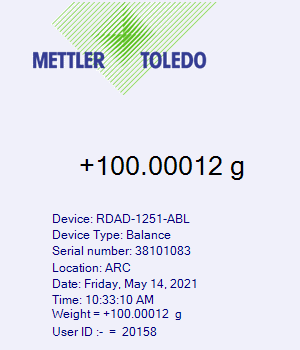 METTLER TOLEDO
+100.00012 g
Device: RDAD-1251-ABL
Device Type: Balance
Serial number: 38101083
Location: ARC
Date: Friday, May 14, 2021
Time: 10:33:10 AM
Weight = +100.00012 g
User ID :- = 20158